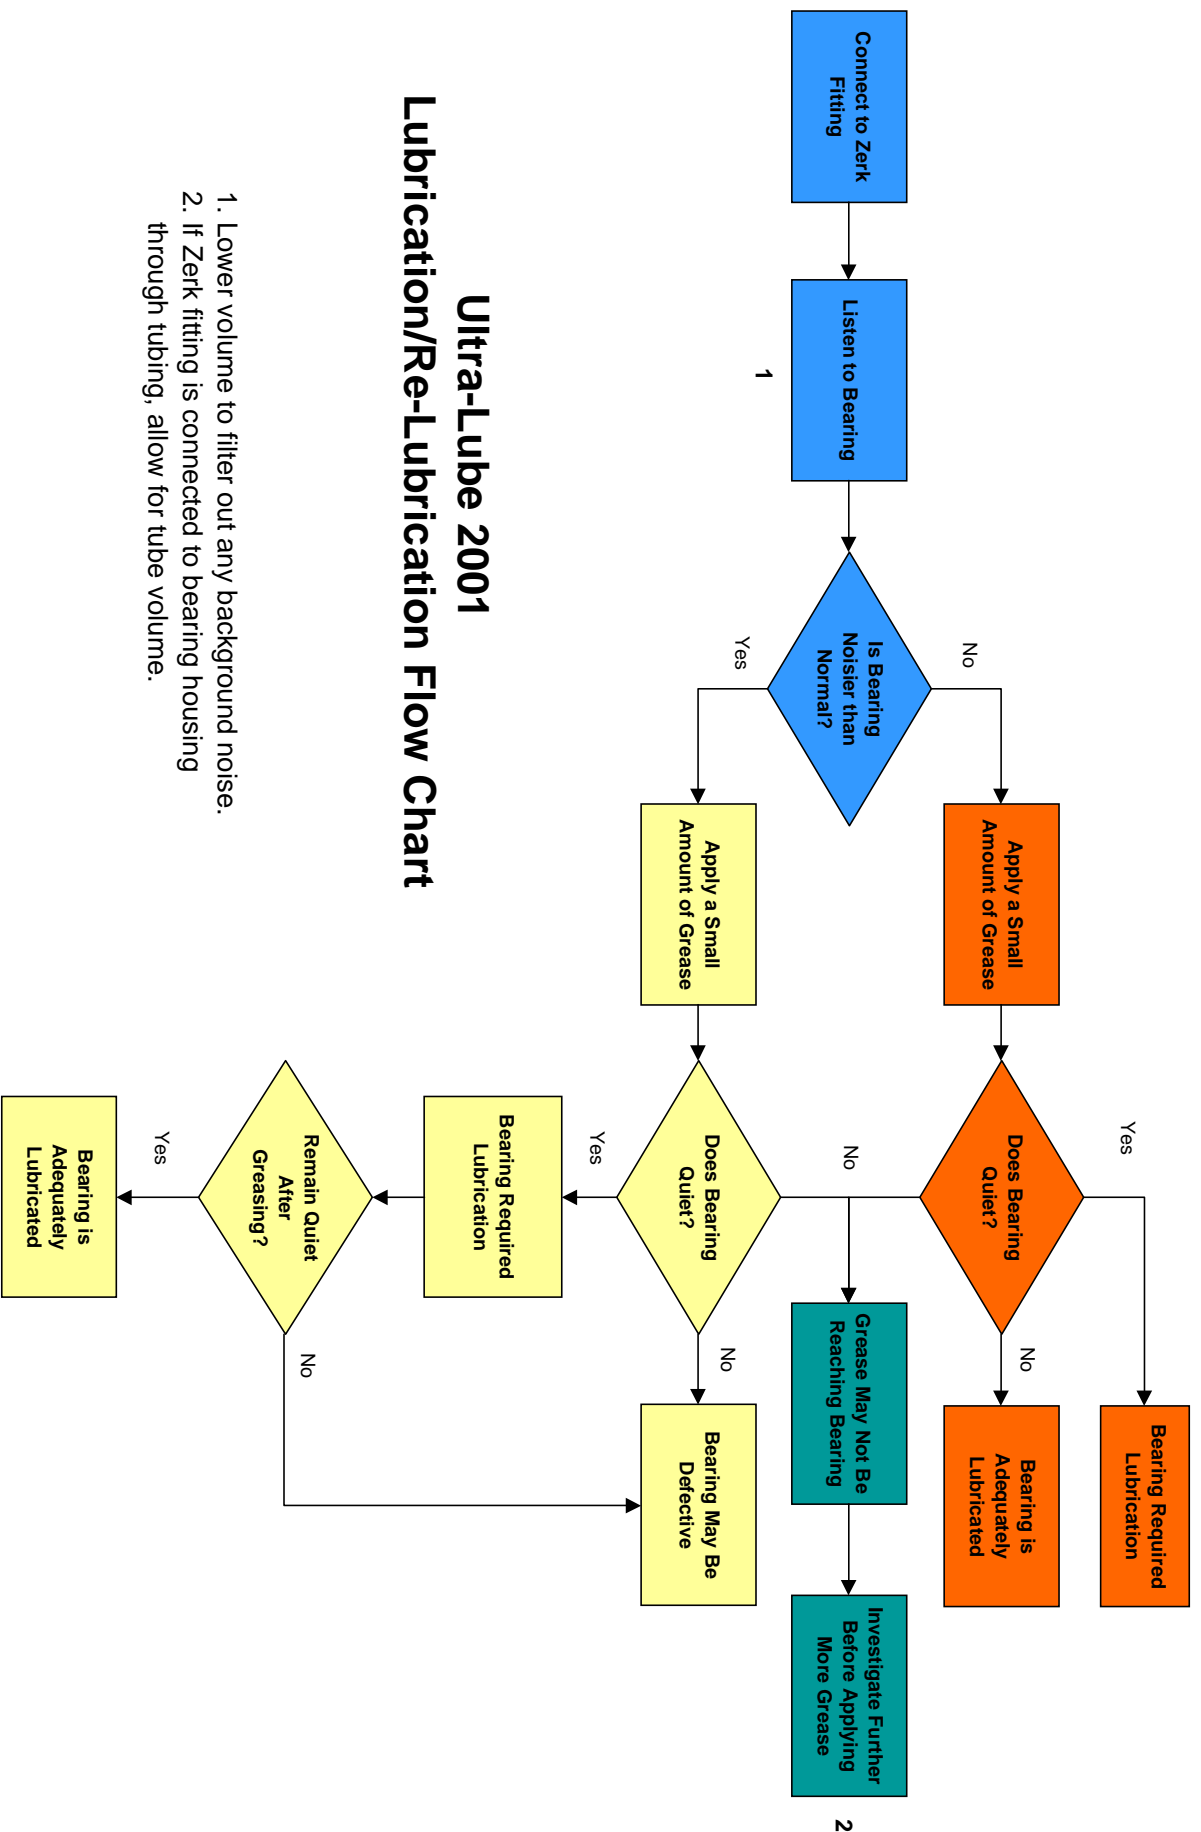 Connect to Zerk
Fitting
Listen to Bearing
1
Is Bearing
Noisier than
Normal?
No
Yes
Apply a Small
Amount of Grease
Does Bearing
Quiet?
Yes
Bearing Required
Lubrication
No
Bearing is
Adequately
Lubricated
No
Grease May Not Be
Reaching Bearing
Investigate Further
Before Applying
More Grease
2
Apply a Small
Amount of Grease
Does Bearing
Quiet?
No
Bearing May Be
Defective
Yes
Bearing Required
Lubrication
Remain Quiet
After
Greasing?
No
Yes
Bearing is
Adequately
Lubricated
Ultra-Lube 2001
Lubrication/Re-Lubrication Flow Chart
1. Lower volume to filter out any background noise.
2. If Zerk fitting is connected to bearing housing
through tubing, allow for tube volume.